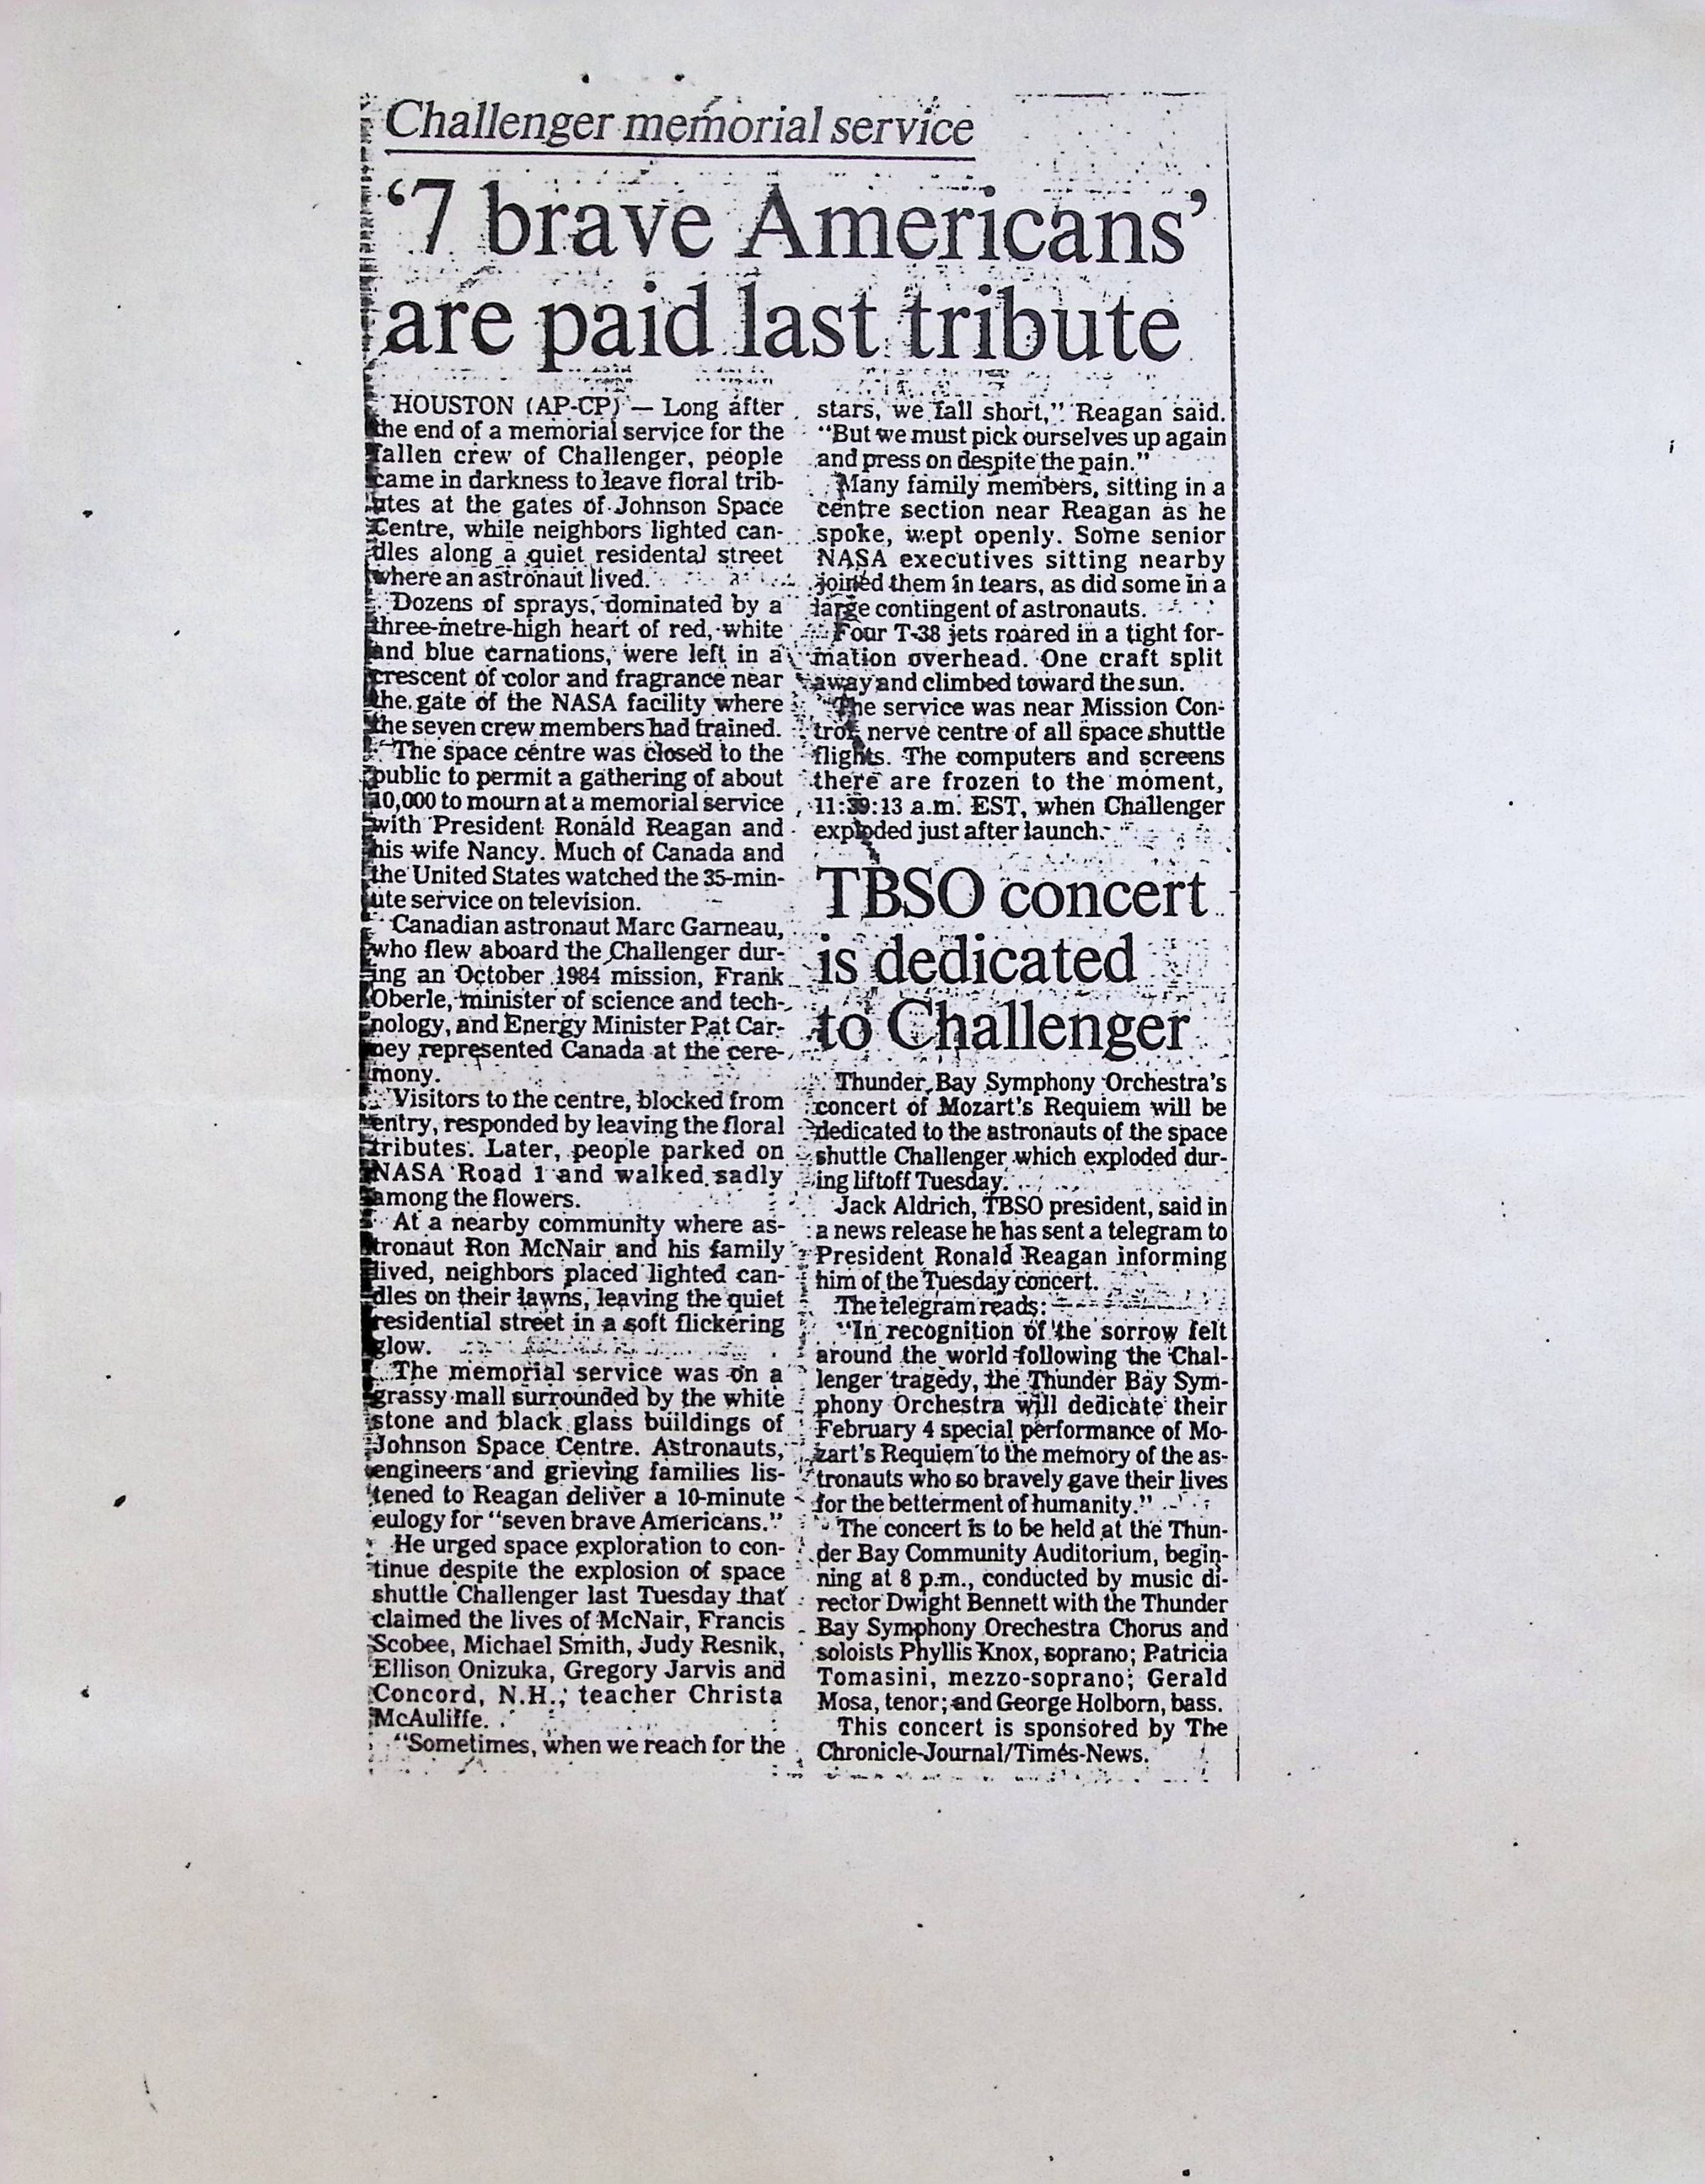 Challenger memorial service
‘7 brave Americans’
are paid last tribute
HOUSTON (AP-CP) — Long after
the end of a memorial service for the
fallen crew of Challenger, people
came in darkness to leave floral trib-
utes at the gates of Johnson Space
Centre, while neighbors lighted can-
dles along a quiet residental street
where an astronaut lived.
Dozens of sprays, dominated by a
three-metre-high heart of red, white
and blue carnations, were left in a
crescent of color and fragrance near
the gate of the NASA facility where
the seven crew members had trained.
The space centre was closed to the
public to permit a gathering of about
10,000 to mourn at a memorial service
with President Ronald Reagan and
his wife Nancy. Much of Canada and
the United States watched the 35-min-
ute service on television.
Canadian astronaut Marc Garneau,
who flew aboard the Challenger dur-
ing an October 1984 mission, Frank
Oberle, minister of science and tech-
nology, and Energy Minister Pat Car-
ney represented Canada at the cere-
mony.
Visitors to the centre, blocked from
entry, responded by leaving the floral
tributes. Later, people parked on
NASA Road 1 and walked sadly
among the flowers.
At a nearby community where as-
tronaut Ron McNair and his family
lived, neighbors placed lighted can-
dles on their lawns, leaving the quiet
residential street in a soft flickering
glow.
The memorial service was on a
grassy mall surrounded by the white
stone and black glass buildings of
Johnson Space Centre. Astronauts,
engineers and grieving families lis-
tened to Reagan deliver a 10-minute
eulogy for “seven brave Americans.”
He urged space exploration to con-
tinue despite the explosion of space
shuttle Challenger last Tuesday that
claimed the lives of McNair, Francis
Scobee, Michael Smith, Judy Resnik,
Ellison Onizuka, Gregory Jarvis and
Concord, N.H., teacher Christa
McAuliffe.
“Sometimes, when we reach for the
stars, we fall short,” Reagan said.
“But we must pick ourselves up again
and press on despite the pain.”
Many family members, sitting in a
centre section near Reagan as he
spoke, wept openly. Some senior
NASA executives sitting nearby
joined them in tears, as did some in a
large contingent of astronauts.
Four T-38 jets roared in a tight for-
mation overhead. One craft split
away and climbed toward the sun.
The service was near Mission Con-
trol, nerve centre of all space shuttle
flights. The computers and screens
there are frozen to the moment,
11:39:13 a.m. EST, when Challenger
exploded just after launch.
TBSO concert
is dedicated
to Challenger
Thunder Bay Symphony Orchestra's
concert of Mozart's Requiem will be
dedicated to the astronauts of the space
shuttle Challenger which exploded dur-
ing liftoff Tuesday.
Jack Aldrich, TBSO president, said in
a news release he has sent a telegram to
President Ronald Reagan informing
him of the Tuesday concert.
The telegram reads:
“In recognition of the sorrow felt
around the world following the Chal-
lenger tragedy, the Thunder Bay Sym-
phony Orchestra will dedicate their
February 4 special performance of Mo-
zart's Requiem to the memory of the as-
tronauts who so bravely gave their lives
for the betterment of humanity.”
The concert is to be held at the Thun-
der Bay Community Auditorium, begin-
ning at 8 p.m., conducted by music di-
rector Dwight Bennett with the Thunder
Bay Symphony Orechestra Chorus and
soloists Phyllis Knox, soprano; Patricia
Tomasini, mezzo-soprano; Gerald
Mosa, tenor; and George Holborn, bass.
This concert is sponsored by The
Chronicle-Journal/Times-News.